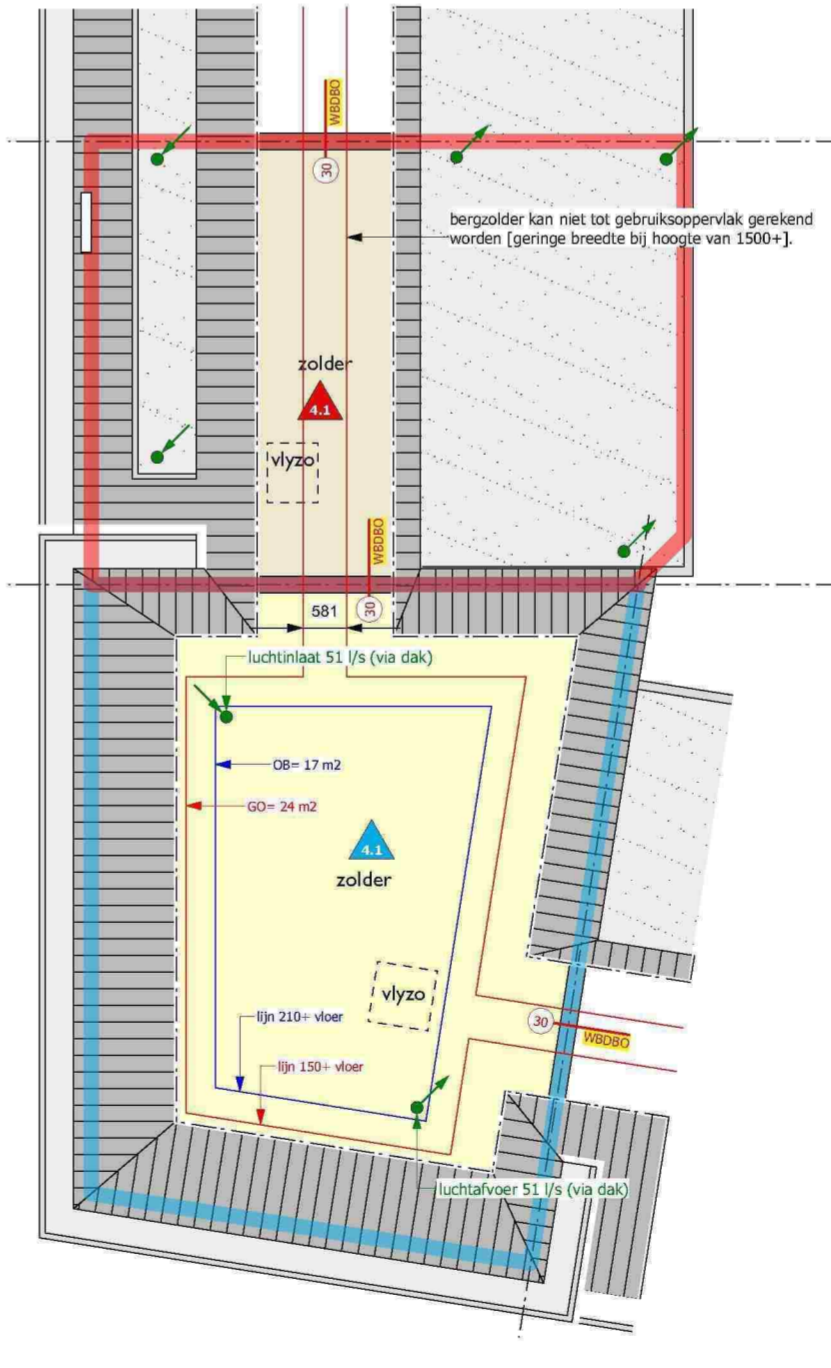 WBDBO
30
bergzolder kan niet tot gebruiksoppervlak gerekend
worden [geringe breedte bij hoogte van 1500+].
zolder
4.1
vlyzo
WBDBO
581
30
luchtinlaat 51 l/s (via dak)
OB= 17 m2
GO= 24 m2
4.1
zolder
vlyzo
lijn 210+ vloer
30
WBDBO
lijn 150+ vloer
luchtafvoer 51 l/s (via dak)